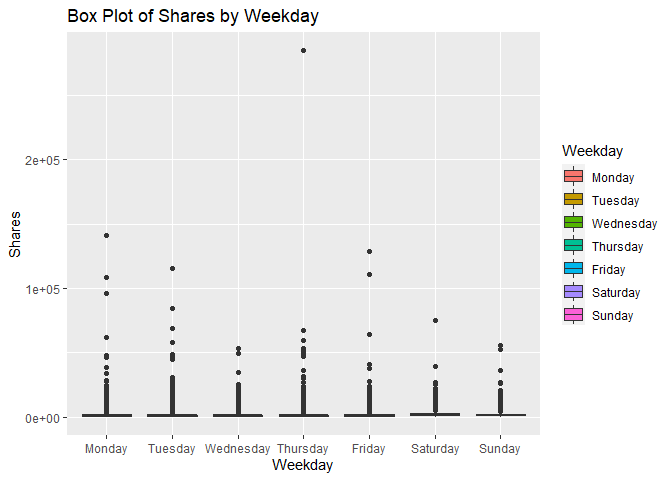 Box Plot of Shares by Weekday
Shares
2e+05
1e+05
0e+00
Monday Tuesday Wednesday Thursday Friday Saturday Sunday
Weekday
Weekday
Monday
Tuesday
Wednesday
Thursday
Friday
Saturday
Sunday